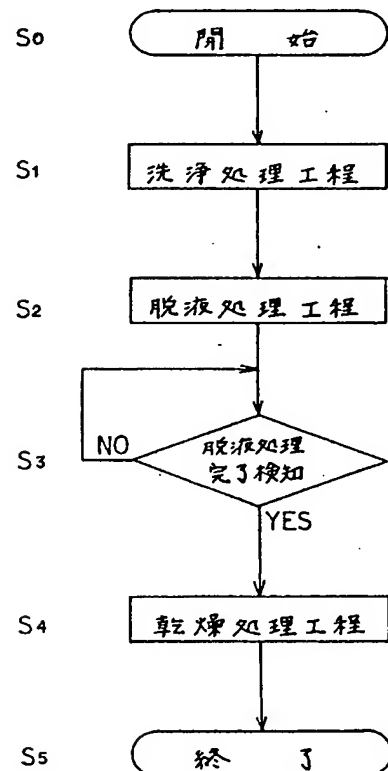 S0 開始
S1 洗浄処理工程
S2 脱液処理工程
S3 NO 脱液処理
完了検知
YES
S4 乾燥処理工程
S5 終了